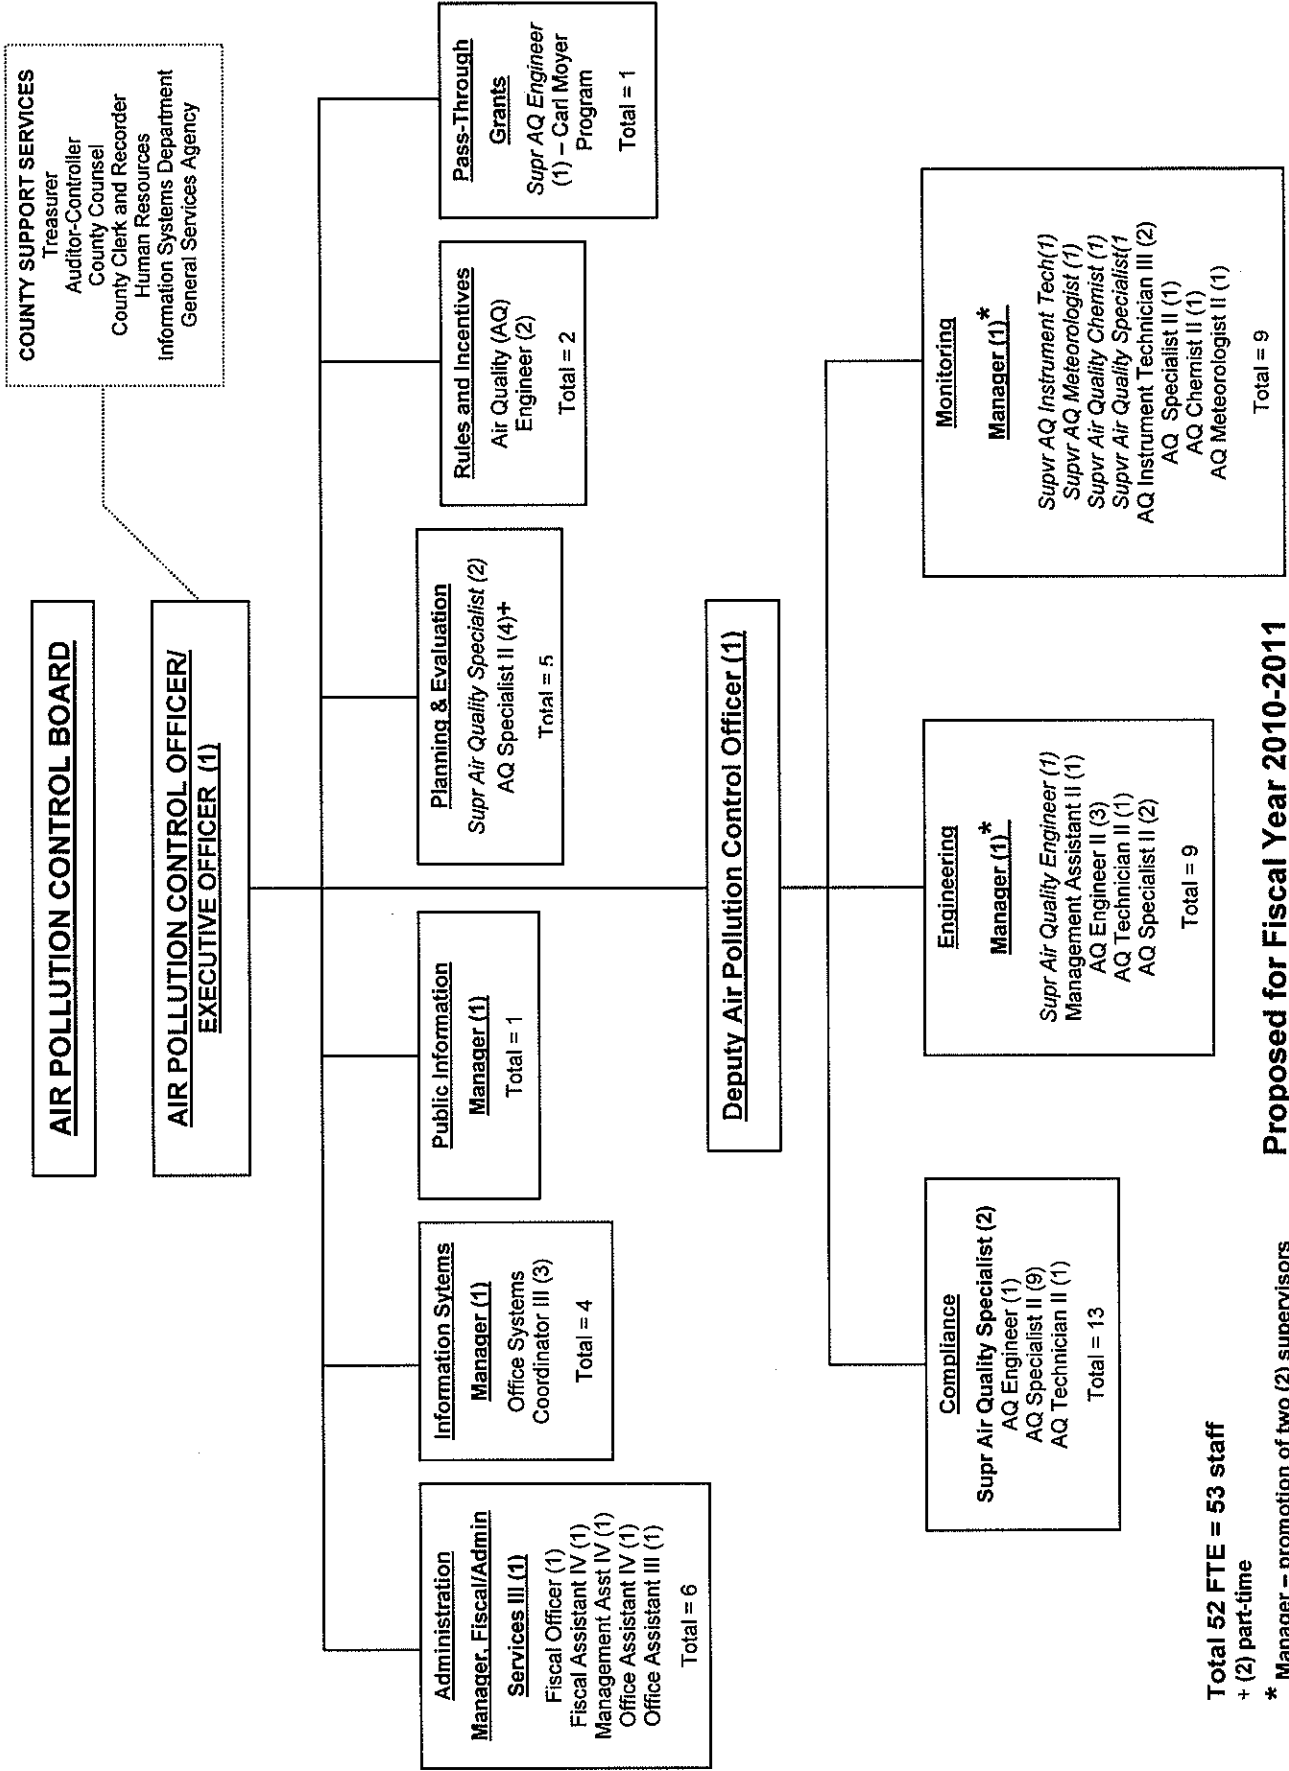 AIR POLLUTION CONTROL BOARD
AIR POLLUTION CONTROL OFFICER/
EXECUTIVE OFFICER (1)
COUNTY SUPPORT SERVICES
Treasurer
Auditor-Controller
County Counsel
County Clerk and Recorder
Human Resources
Information Systems Department
General Services Agency
Administration
Manager, Fiscal/Admin
Services III (1)
Fiscal Officer (1)
Fiscal Assistant IV (1)
Management Asst IV (1)
Office Assistant IV (1)
Office Assistant III (1)
Total = 6
Information Sytems
Manager (1)
Office Systems
Coordinator III (3)
Total = 4
Public Information
Manager (1)
Total = 1
Planning & Evaluation
Supr Air Quality Specialist (2)
AQ Specialist II (4)+
Total = 5
Rules and Incentives
Air Quality (AQ)
Engineer (2)
Total = 2
Pass-Through
Grants
Supr AQ Engineer
(1) – Carl Moyer
Program
Total = 1
Deputy Air Pollution Control Officer (1)
Compliance
Supr Air Quality Specialist (2)
AQ Engineer (1)
AQ Specialist II (9)
AQ Technician II (1)
Total = 13
Engineering
Manager (1)*
Supr Air Quality Engineer (1)
Management Assistant II (1)
AQ Engineer II (3)
AQ Technician II (1)
AQ Specialist II (2)
Total = 9
Monitoring
Manager (1)*
Supvr AQ Instrument Tech(1)
Supvr AQ Meteorologist (1)
Supvr Air Quality Chemist (1)
Supvr Air Quality Specialist(1
AQ Instrument Technician III (2)
AQ Specialist II (1)
AQ Chemist II (1)
AQ Meteorologist II (1)
Total = 9
Total 52 FTE = 53 staff
+ (2) part-time
* Manager – promotion of two (2) supervisors
Proposed for Fiscal Year 2010-2011